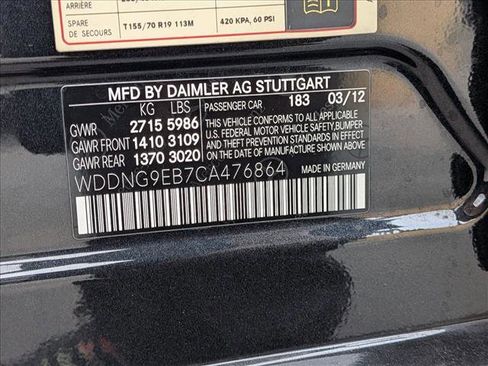 ARRIÈRE
SPARE
DE SECOURS
T155/70 R19 113M
420 KPA, 60 PSI
MFD BY DAIMLER AG STUTTGART
KG LBS PASSENGER CAR 183 03/12
GVWR 2715 5986 THIS VEHICLE CONFORMS TO ALL APPLICABLE
GAWR FRONT 1410 3109 U.S. FEDERAL MOTOR VEHICLE SAFETY, BUMPER
GAWR REAR 1370 3020 AND THEFT PREVENTION STANDARDS IN EFFECT
ON THE DATE OF MANUFACTURE SHOWN ABOVE.
WDDNG9EB7CA476864 MADE IN GERMANY